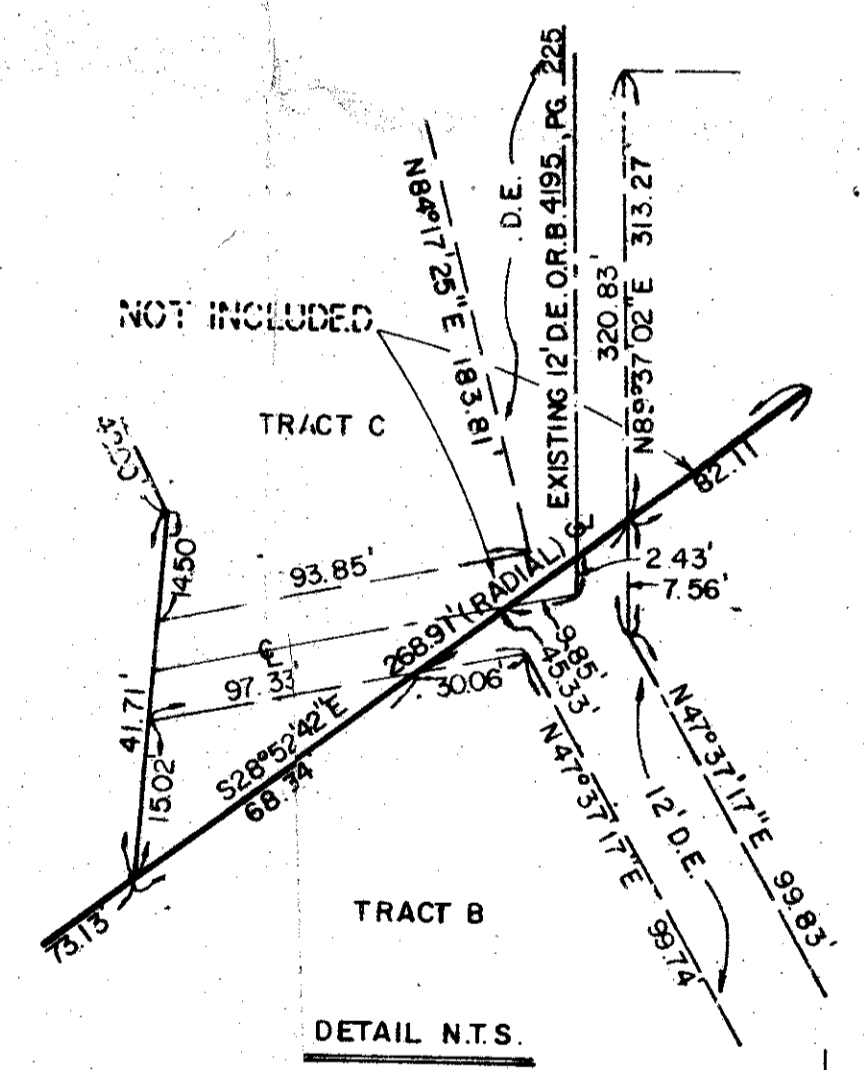 EXISTING 12' D.E. O.R.B. 4195, PG. 225
D.E.
N84°17'25"E 183.81'
320.83'
N89°37'02"E 313.27'
NOT INCLUDED
TRACT C
82.11'
14.50'
93.85'
268.91' (RADIAL)
℄
2.43'
7.56'
9.85'
45.33'
℄
97.33'
30.06'
41.71'
15.02'
S28°52'42"E
68.34'
N47°37'17"E 99.74'
12' D.E.
N47°37'17"E 99.83'
73.13'
TRACT B
DETAIL N.T.S.